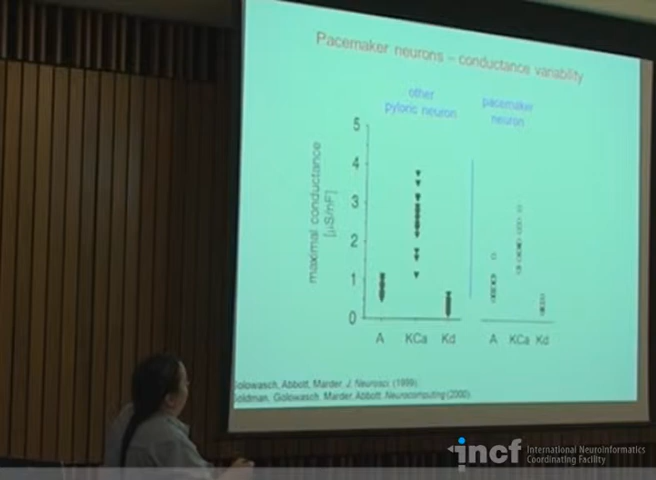 Pacemaker neurons – conductance variability
other
pyloric neuron
pacemaker
neuron
maximal conductance
[µS/nF]
5
4
3
2
1
0
A KCa Kd
A KCa Kd
Golowasch, Abbott, Marder. J. Neurosci. (1999).
Goldman, Golowasch, Marder, Abbott. Neurocomputing (2000).
incf International Neuroinformatics
Coordinating Facility